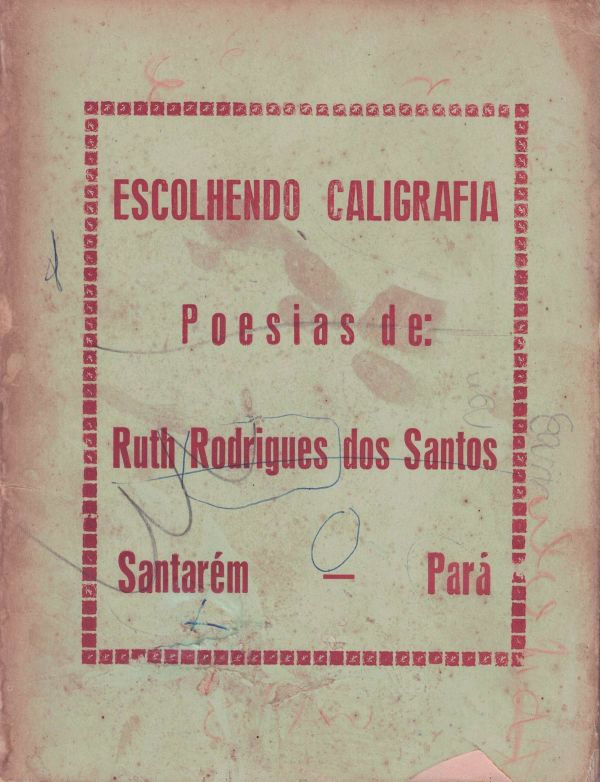 ESCOLHENDO CALIGRAFIA
Poesias de:
Ruth Rodrigues dos Santos
Santarém — Pará